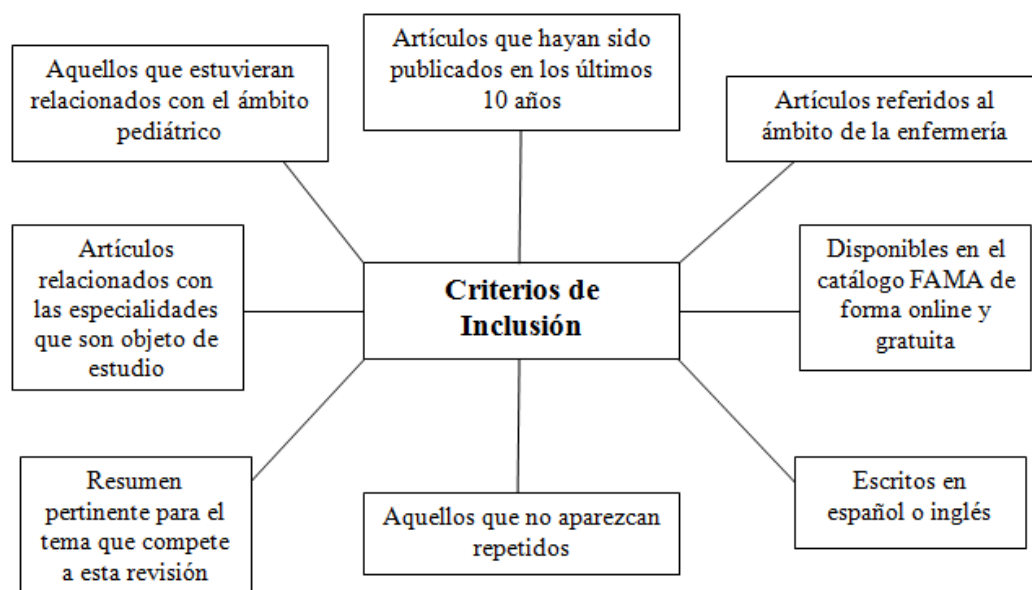 Aquellos que estuvieran
relacionados con el ámbito
pediátrico
Artículos que hayan sido
publicados en los últimos
10 años
Artículos referidos al
ámbito de la enfermería
Artículos
relacionados con
las especialidades
que son objeto de
estudio
Criterios de
Inclusión
Disponibles en el
catálogo FAMA de
forma online y
gratuita
Resumen
pertinente para el
tema que compete
a esta revisión
Aquellos que no aparezcan
repetidos
Escritos en
español o inglés